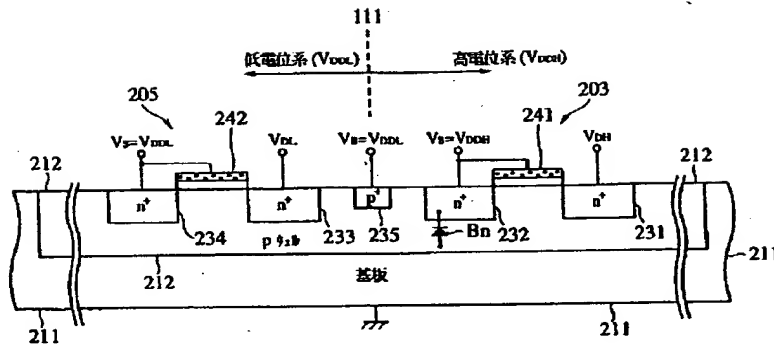 111
低電位系 (VDDL)
高電位系 (VDDH)
205
242
203
241
VS=VDDL
VDL
VB=VDDL
VS=VDDH
VDH
212
212
n+
n+
p+
n+
n+
234
233
235
Bn
232
231
pウェル
212
基板
211
211
211